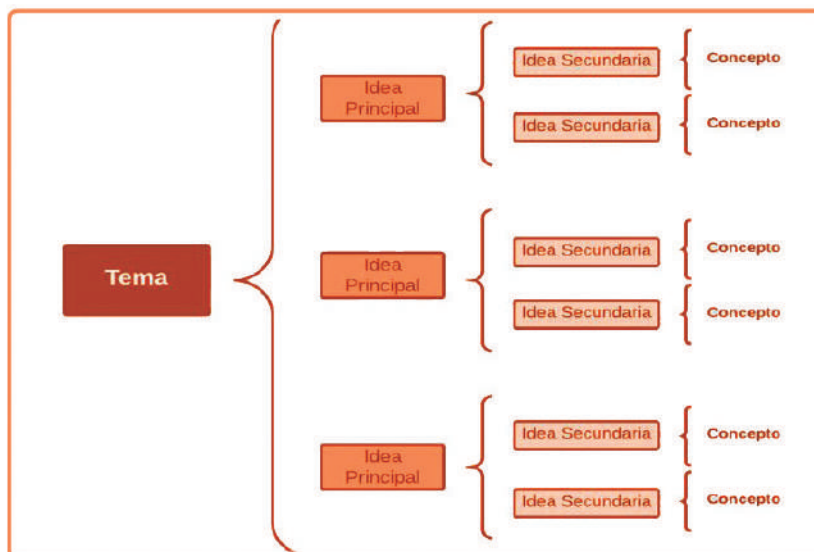 Tema
Idea
Principal
Idea Secundaria
Concepto
Idea Secundaria
Concepto
Idea
Principal
Idea Secundaria
Concepto
Idea Secundaria
Concepto
Idea
Principal
Idea Secundaria
Concepto
Idea Secundaria
Concepto